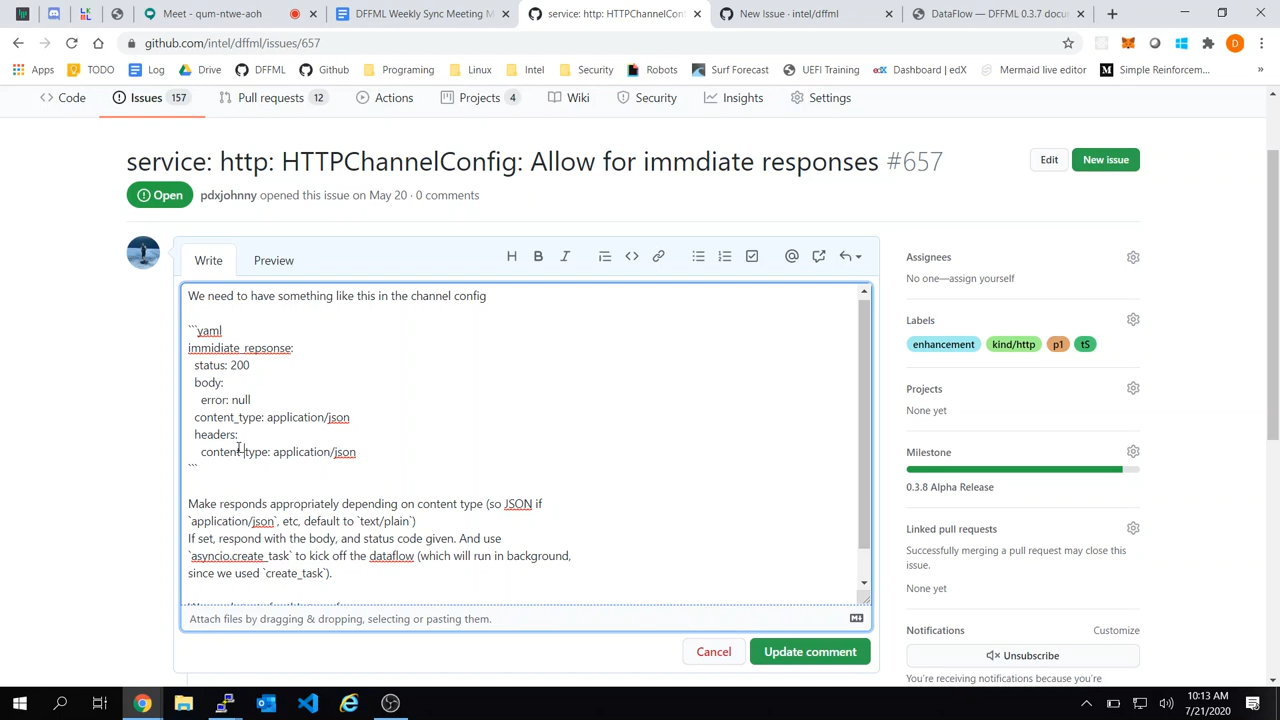 Meet - qum-ntwe-aoh
DFFML Weekly Sync Meeting M
service: http: HTTPChannelConf
New Issue · intel/dffml
DataFlow — DFFML 0.3.7 docu
github.com/intel/dffml/issues/657
D
Apps
TODO
Log
Drive
DFFML
Github
Programing
Linux
Intel
Security
Robots
Surf Forecast
UEFI Training
Dashboard | edX
Mermaid live editor
Simple Reinforcem...
»
Code
Issues 157
Pull requests 12
Actions
Projects 4
Wiki
Security
Insights
Settings
service: http: HTTPChannelConfig: Allow for immdiate responses #657
Edit
New issue
Open
pdxjohnny opened this issue on May 20 · 0 comments
Write
Preview
We need to have something like this in the channel config
```yaml
immidiate_repsonse:
status: 200
body:
error: null
content_type: application/json
headers:
content-type: application/json
```
Make responds appropriately depending on content type (so JSON if
`application/json`, etc, default to `text/plain`)
If set, respond with the body, and status code given. And use
`asyncio.create_task` to kick off the dataflow (which will run in background,
since we used `create_task`).
Attach files by dragging & dropping, selecting or pasting them.
Cancel
Update comment
Assignees
No one—assign yourself
Labels
enhancement
kind/http
p1
tS
Projects
None yet
Milestone
0.3.8 Alpha Release
Linked pull requests
Successfully merging a pull request may close this
issue.
None yet
Notifications
Customize
Unsubscribe
You're receiving notifications because you're
10:13 AM
7/21/2020